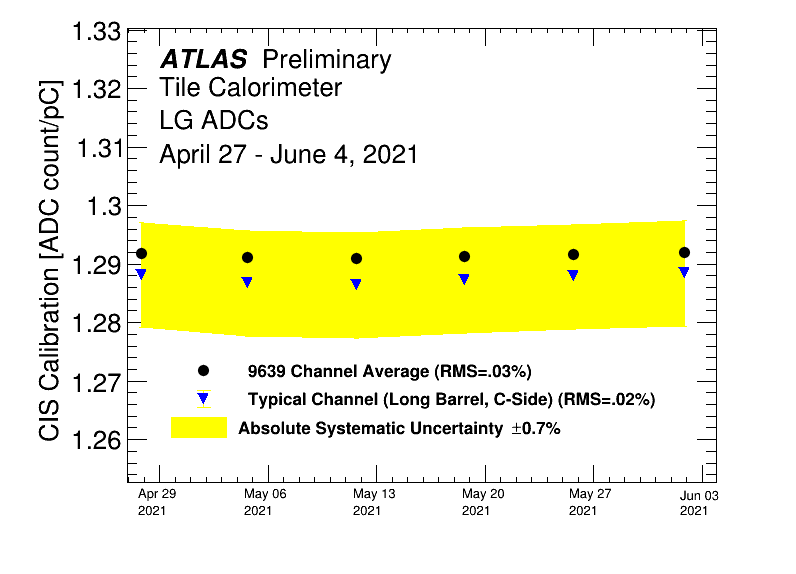 1.33
1.32
1.31
1.3
1.29
1.28
1.27
1.26
CIS Calibration [ADC count/pC]
ATLAS Preliminary
Tile Calorimeter
LG ADCs
April 27 - June 4, 2021
9639 Channel Average (RMS=.03%)
Typical Channel (Long Barrel, C-Side) (RMS=.02%)
Absolute Systematic Uncertainty ±0.7%
Apr 29 May 06 May 13 May 20 May 27 Jun 03
2021 2021 2021 2021 2021 2021